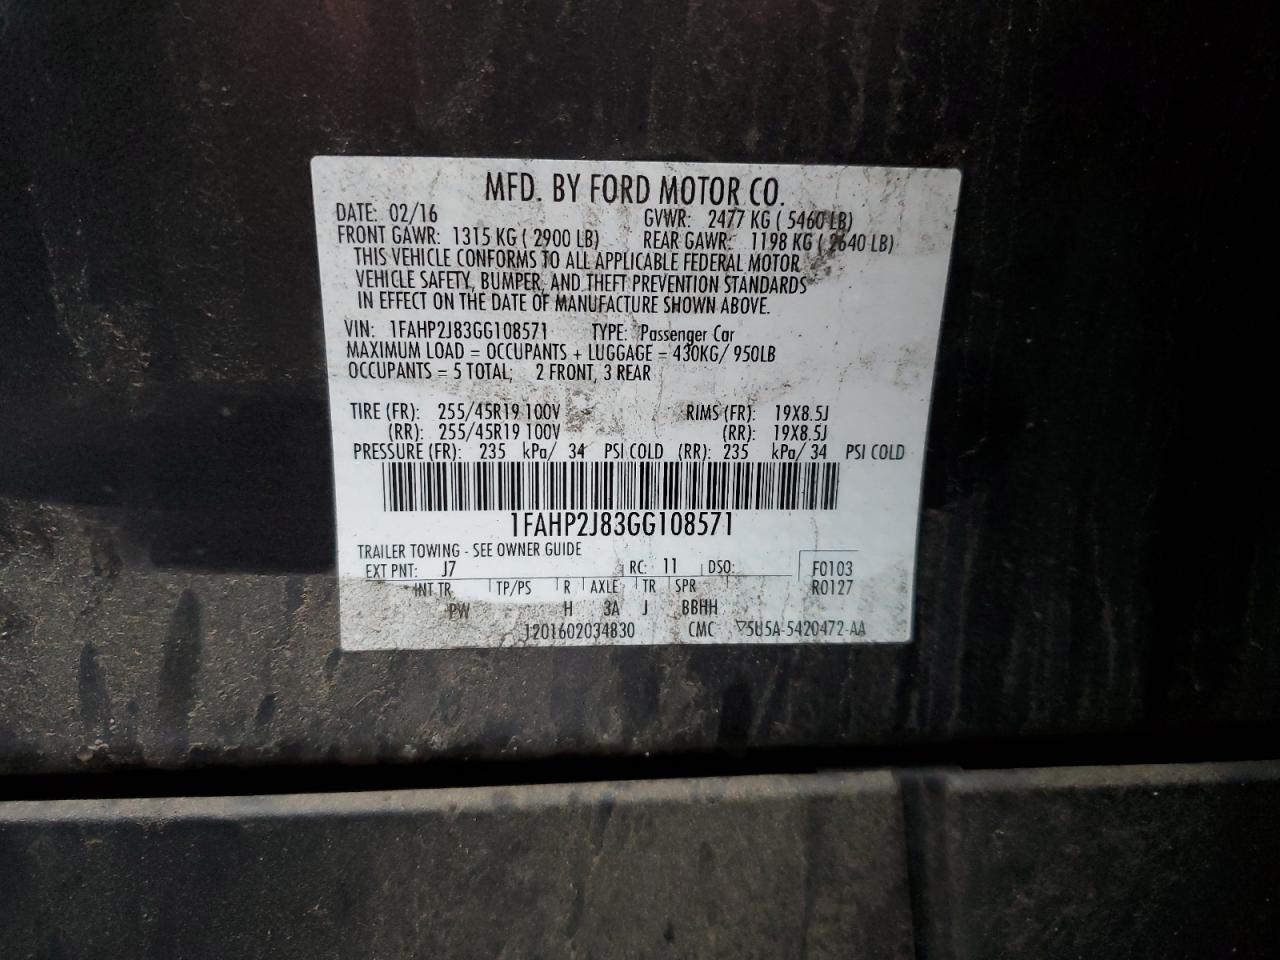 MFD. BY FORD MOTOR CO.
DATE: 02/16 GVWR: 2477 KG ( 5460 LB)
FRONT GAWR: 1315 KG ( 2900 LB) REAR GAWR: 1198 KG ( 2640 LB)
THIS VEHICLE CONFORMS TO ALL APPLICABLE FEDERAL MOTOR
VEHICLE SAFETY, BUMPER, AND THEFT PREVENTION STANDARDS
IN EFFECT ON THE DATE OF MANUFACTURE SHOWN ABOVE.
VIN: 1FAHP2J83GG108571 TYPE: Passenger Car
MAXIMUM LOAD = OCCUPANTS + LUGGAGE = 430KG/ 950LB
OCCUPANTS = 5 TOTAL; 2 FRONT, 3 REAR
TIRE (FR): 255/45R19 100V RIMS (FR): 19X8.5J
(RR): 255/45R19 100V (RR): 19X8.5J
PRESSURE (FR): 235 kPa/ 34 PSI COLD (RR): 235 kPa/ 34 PSI COLD
1FAHP2J83GG108571
TRAILER TOWING - SEE OWNER GUIDE
EXT PNT: J7 RC: 11 DSO: F0103
INT TR TP/PS R AXLE TR SPR R0127
PW H 3A J BBHH
1201602034830 CMC 5U5A-5420472-AA